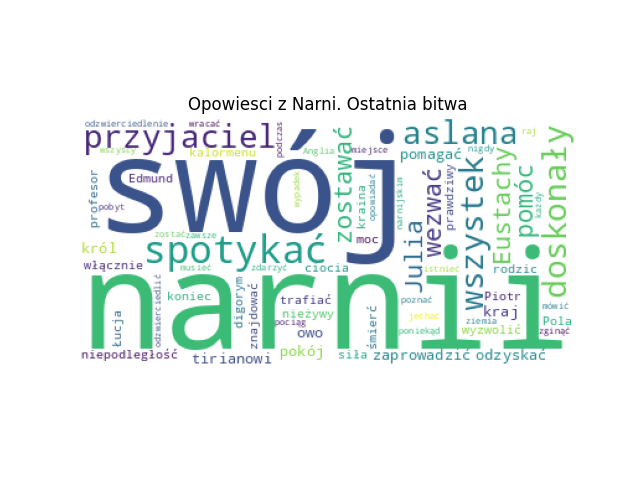 Opowiesci z Narni. Ostatnia bitwa
odzwierciedlenie
wracać
przyjaciel
podczas
aslana
raj
wszyscy
kalormenu
Anglia
miejsce
pomagać
nigdy
swój
zostawać
profesor
Edmund
wypadek
kraina
opowiadać
narnijskim
Julia
wezwać
prawdziwy
wszystek
Eustachy
pomóc
każdy
doskonały
pobyt
zostać
zawsze
moc
król
spotykać
włącznie
musieć
zdarzyć
ciocia
istnieć
rodzic
narnii
koniec
odzwierciedlić
digorym
znajdować
trafiać
nieżywy
pociąg
owo
śmierć
poznać
jechać
poniekąd
Piotr
kraj
ziemia
wyzwolić
mówić
Pola
zginąć
Łucja
niepodległość
tirianowi
pokój
siła
zaprowadzić
odzyskać